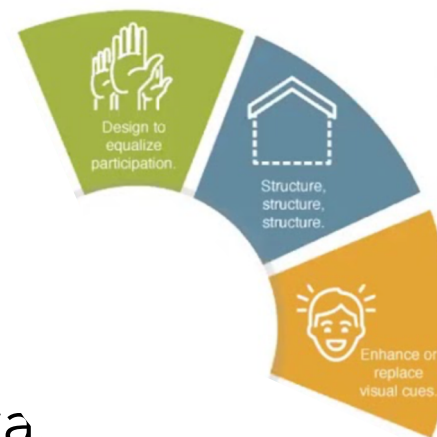 Design to
equalize
participation.
Structure,
structure,
structure.
Enhance or
replace
visual cues.